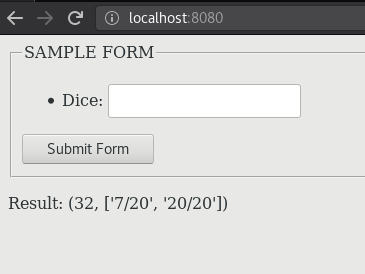 localhost:8080
SAMPLE FORM
• Dice:
Submit Form
Result: (32, ['7/20', '20/20'])